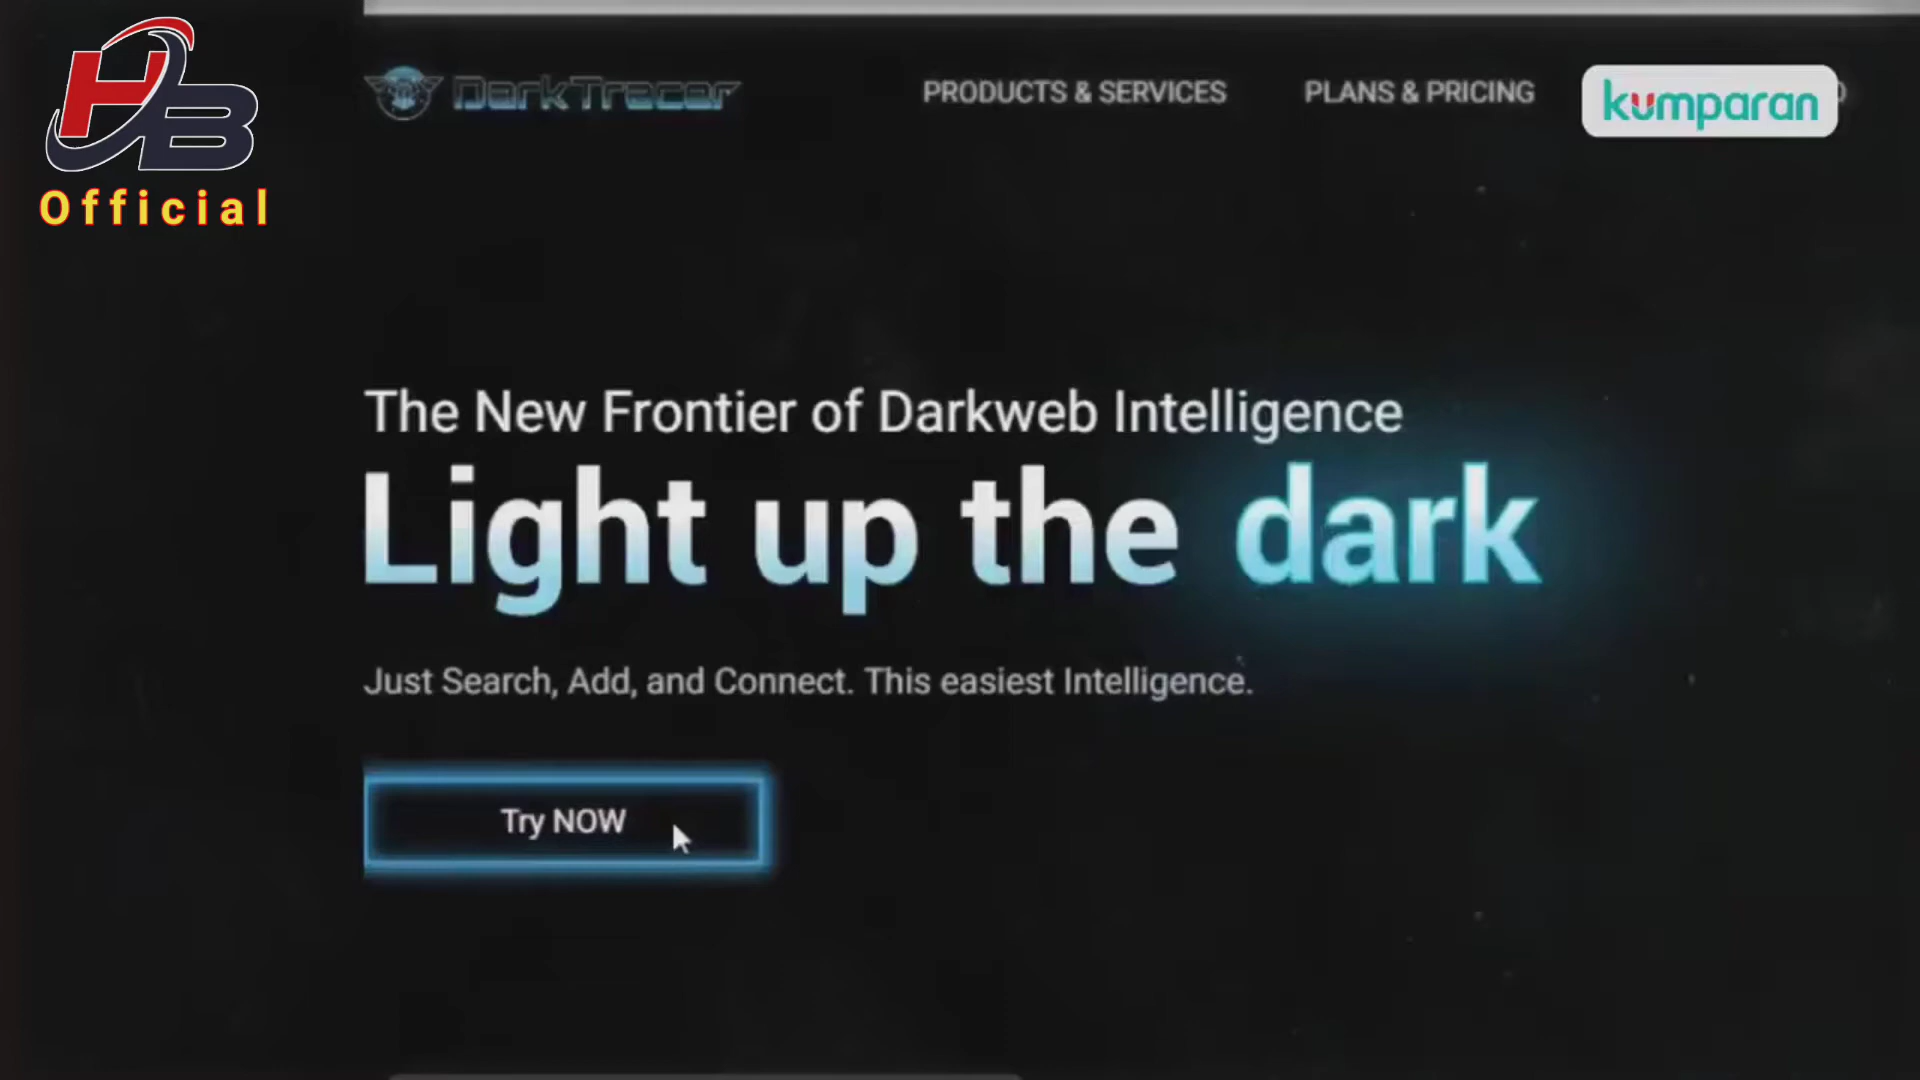 HB
Official
DarkTracer
PRODUCTS & SERVICES
PLANS & PRICING
kumparan
The New Frontier of Darkweb Intelligence
Light up the dark
Just Search, Add, and Connect. This easiest Intelligence.
Try NOW